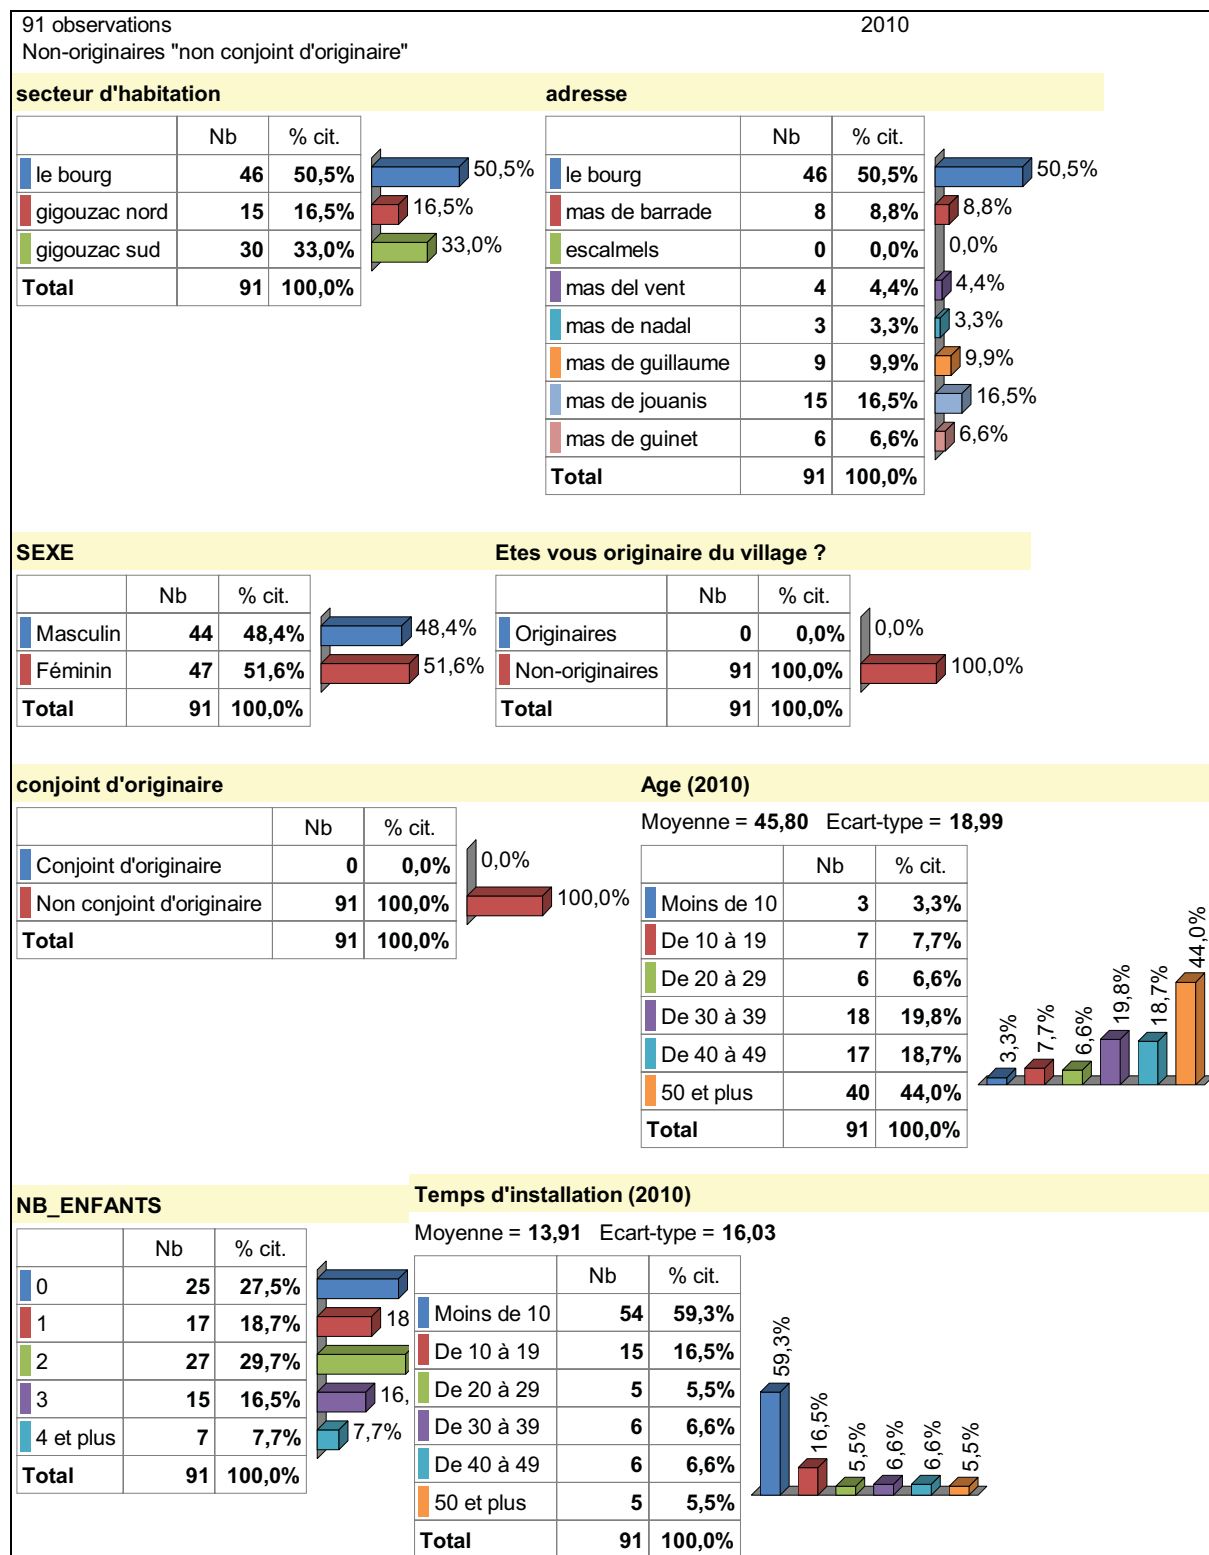 91 observations 2010
Non-originaires "non conjoint d'originaire"
secteur d'habitation
Nb % cit.
le bourg 46 50,5% 50,5%
gigouzac nord 15 16,5% 16,5%
gigouzac sud 30 33,0% 33,0%
Total 91 100,0%
adresse
Nb % cit.
le bourg 46 50,5% 50,5%
mas de barrade 8 8,8% 8,8%
escalmels 0 0,0% 0,0%
mas del vent 4 4,4% 4,4%
mas de nadal 3 3,3% 3,3%
mas de guillaume 9 9,9% 9,9%
mas de jouanis 15 16,5% 16,5%
mas de guinet 6 6,6% 6,6%
Total 91 100,0%
SEXE
Nb % cit.
Masculin 44 48,4% 48,4%
Féminin 47 51,6% 51,6%
Total 91 100,0%
Etes vous originaire du village ?
Nb % cit.
Originaires 0 0,0% 0,0%
Non-originaires 91 100,0% 100,0%
Total 91 100,0%
conjoint d'originaire
Nb % cit.
Conjoint d'originaire 0 0,0% 0,0%
Non conjoint d'originaire 91 100,0% 100,0%
Total 91 100,0%
Age (2010)
Moyenne = 45,80 Ecart-type = 18,99
Nb % cit.
Moins de 10 3 3,3%
De 10 à 19 7 7,7%
De 20 à 29 6 6,6%
De 30 à 39 18 19,8%
De 40 à 49 17 18,7%
50 et plus 40 44,0%
Total 91 100,0%
3,3% 7,7% 6,6% 19,8% 18,7% 44,0%
NB_ENFANTS
Nb % cit.
0 25 27,5%
1 17 18,7% 18
2 27 29,7%
3 15 16,5% 16,
4 et plus 7 7,7% 7,7%
Total 91 100,0%
Temps d'installation (2010)
Moyenne = 13,91 Ecart-type = 16,03
Nb % cit.
Moins de 10 54 59,3%
De 10 à 19 15 16,5%
De 20 à 29 5 5,5%
De 30 à 39 6 6,6%
De 40 à 49 6 6,6%
50 et plus 5 5,5%
Total 91 100,0%
59,3% 16,5% 5,5% 6,6% 6,6% 5,5%